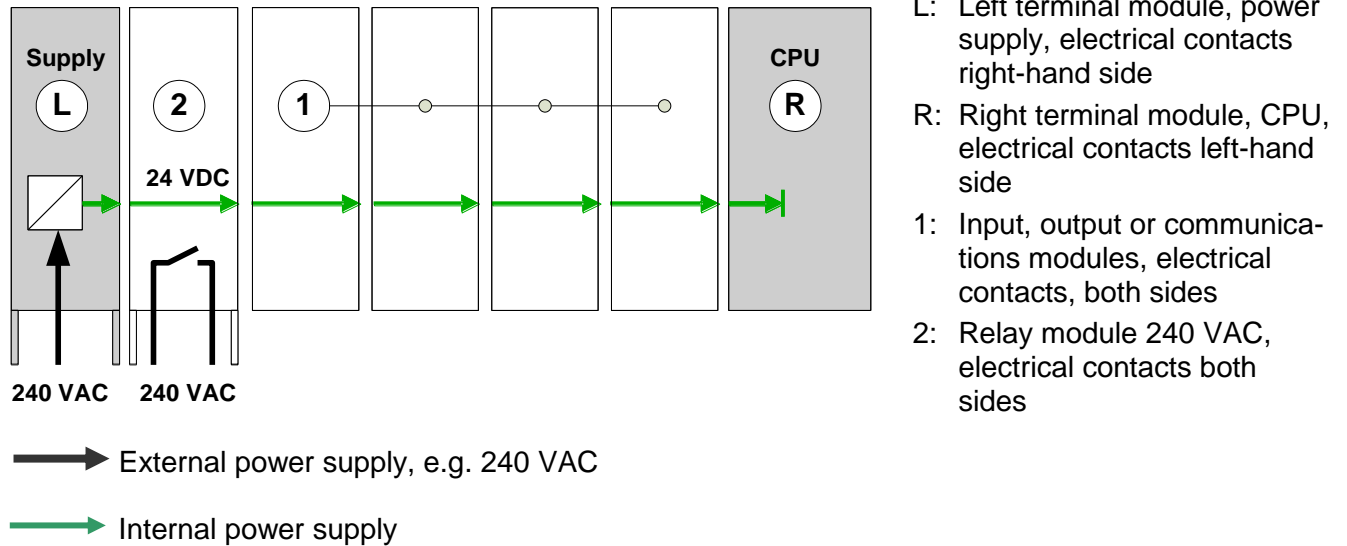 Supply
CPU
L
2
1
R
24 VDC
240 VAC
240 VAC
External power supply, e.g. 240 VAC
Internal power supply
L: Left terminal module, power
supply, electrical contacts
right-hand side
R: Right terminal module, CPU,
electrical contacts left-hand
side
1: Input, output or communica-
tions modules, electrical
contacts, both sides
2: Relay module 240 VAC,
electrical contacts both
sides